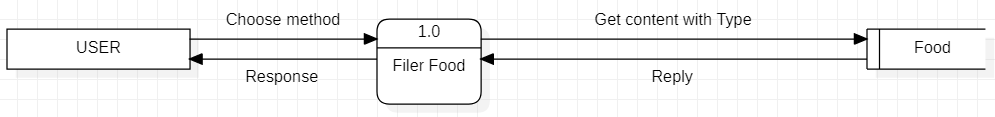 Choose method
Get content with Type
1.0
USER
Filer Food
Food
Response
Reply